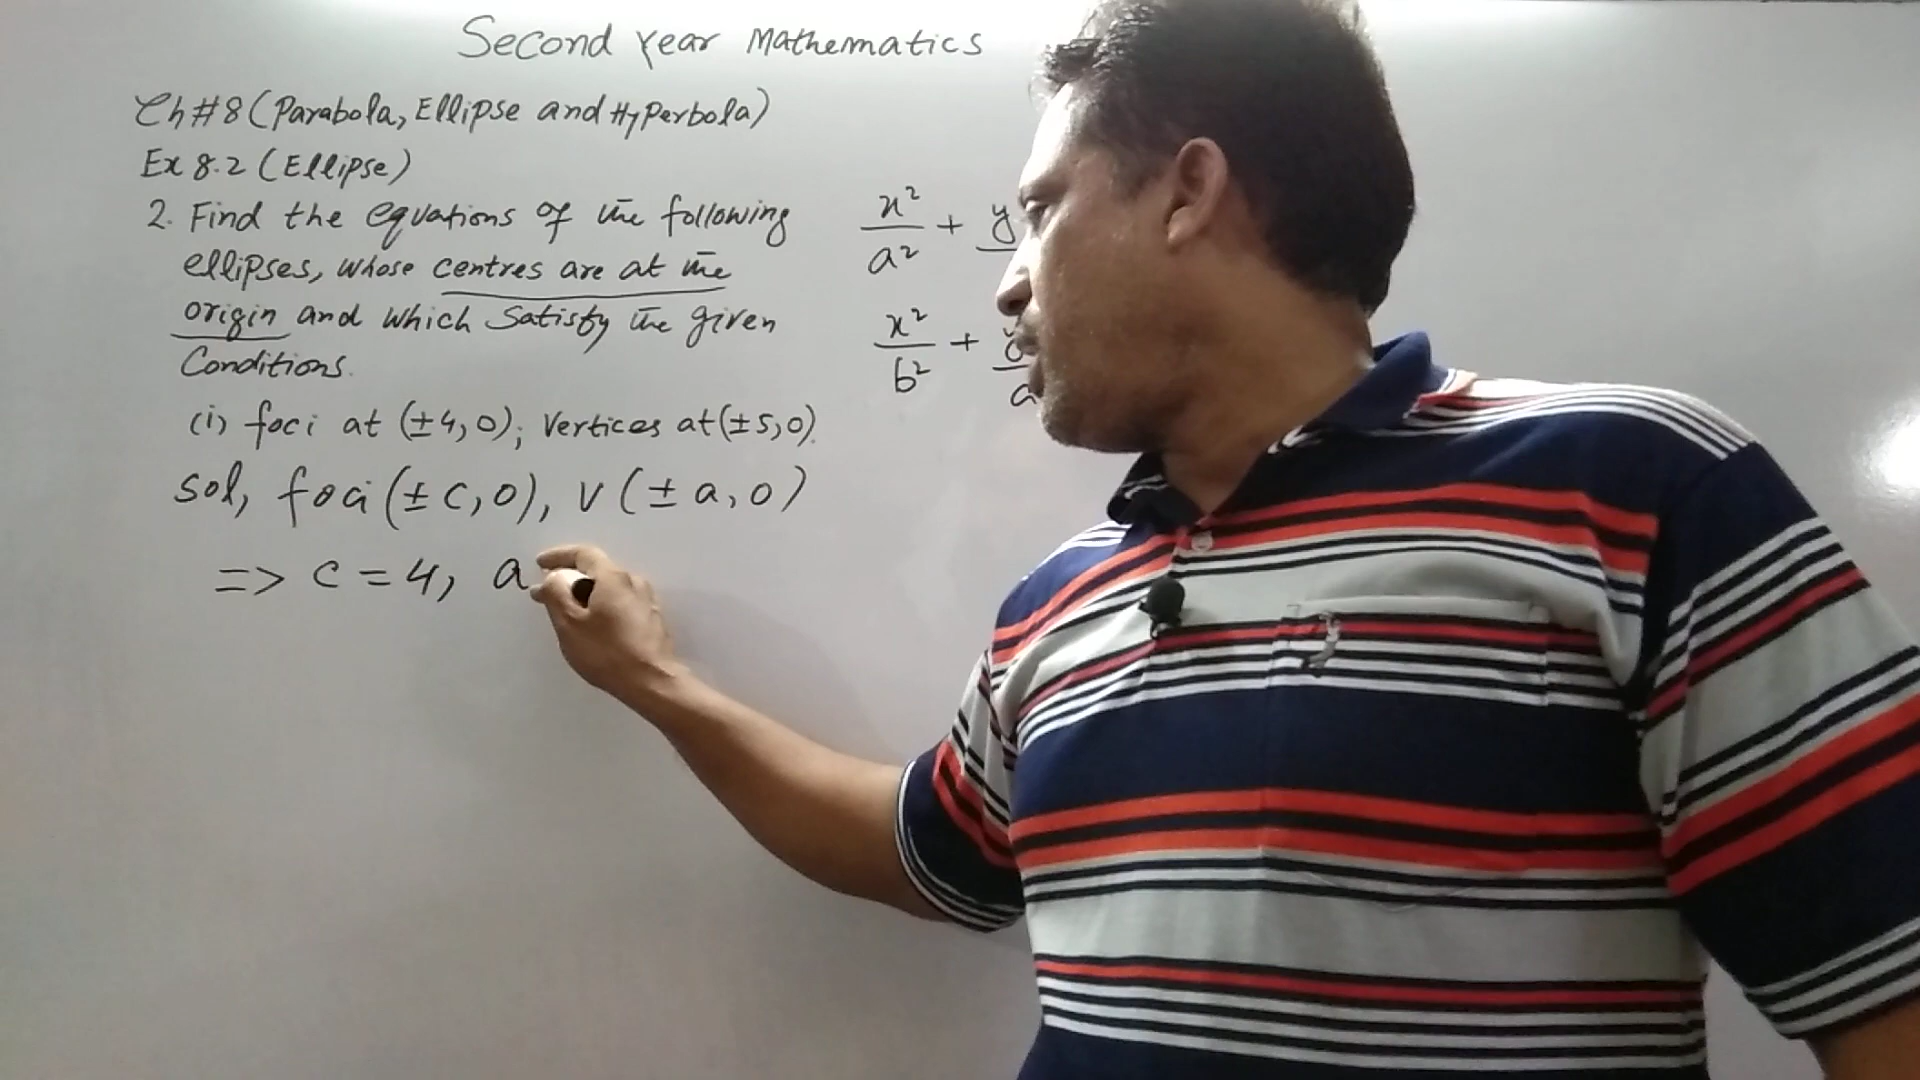 Second Year Mathematics
Ch#8 (Parabola, Ellipse and Hyperbola)
Ex 8.2 (Ellipse)
2. Find the equations of the following
ellipses, whose centres are at the
origin and which satisfy the given
Conditions.
(i) foci at (±4,0); Vertices at (±5,0).
sol, foci (±c,0), V (±a,0)
=> c = 4, a
x²/a² + y
x²/b² + 
a